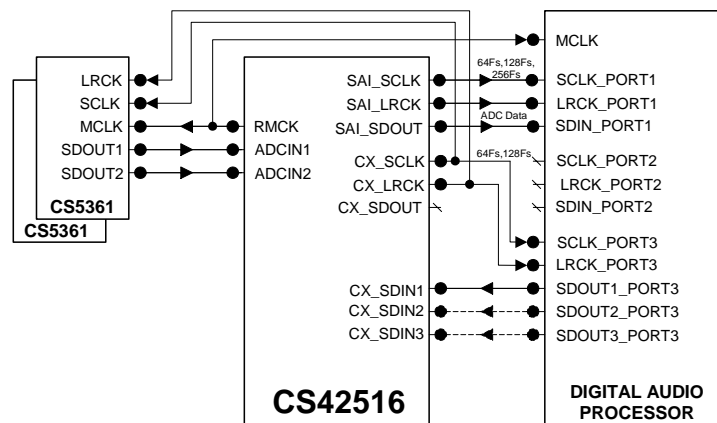 MCLK
64Fs,128Fs,
256Fs
LRCK
SCLK
MCLK
SDOUT1
SDOUT2
CS5361
CS5361
RMCK
ADCIN1
ADCIN2
SAI_SCLK
SAI_LRCK
SAI_SDOUT
CX_SCLK
CX_LRCK
CX_SDOUT
CX_SDIN1
CX_SDIN2
CX_SDIN3
CS42516
ADC Data
64Fs,128Fs
SCLK_PORT1
LRCK_PORT1
SDIN_PORT1
SCLK_PORT2
LRCK_PORT2
SDIN_PORT2
SCLK_PORT3
LRCK_PORT3
SDOUT1_PORT3
SDOUT2_PORT3
SDOUT3_PORT3
DIGITAL AUDIO
PROCESSOR